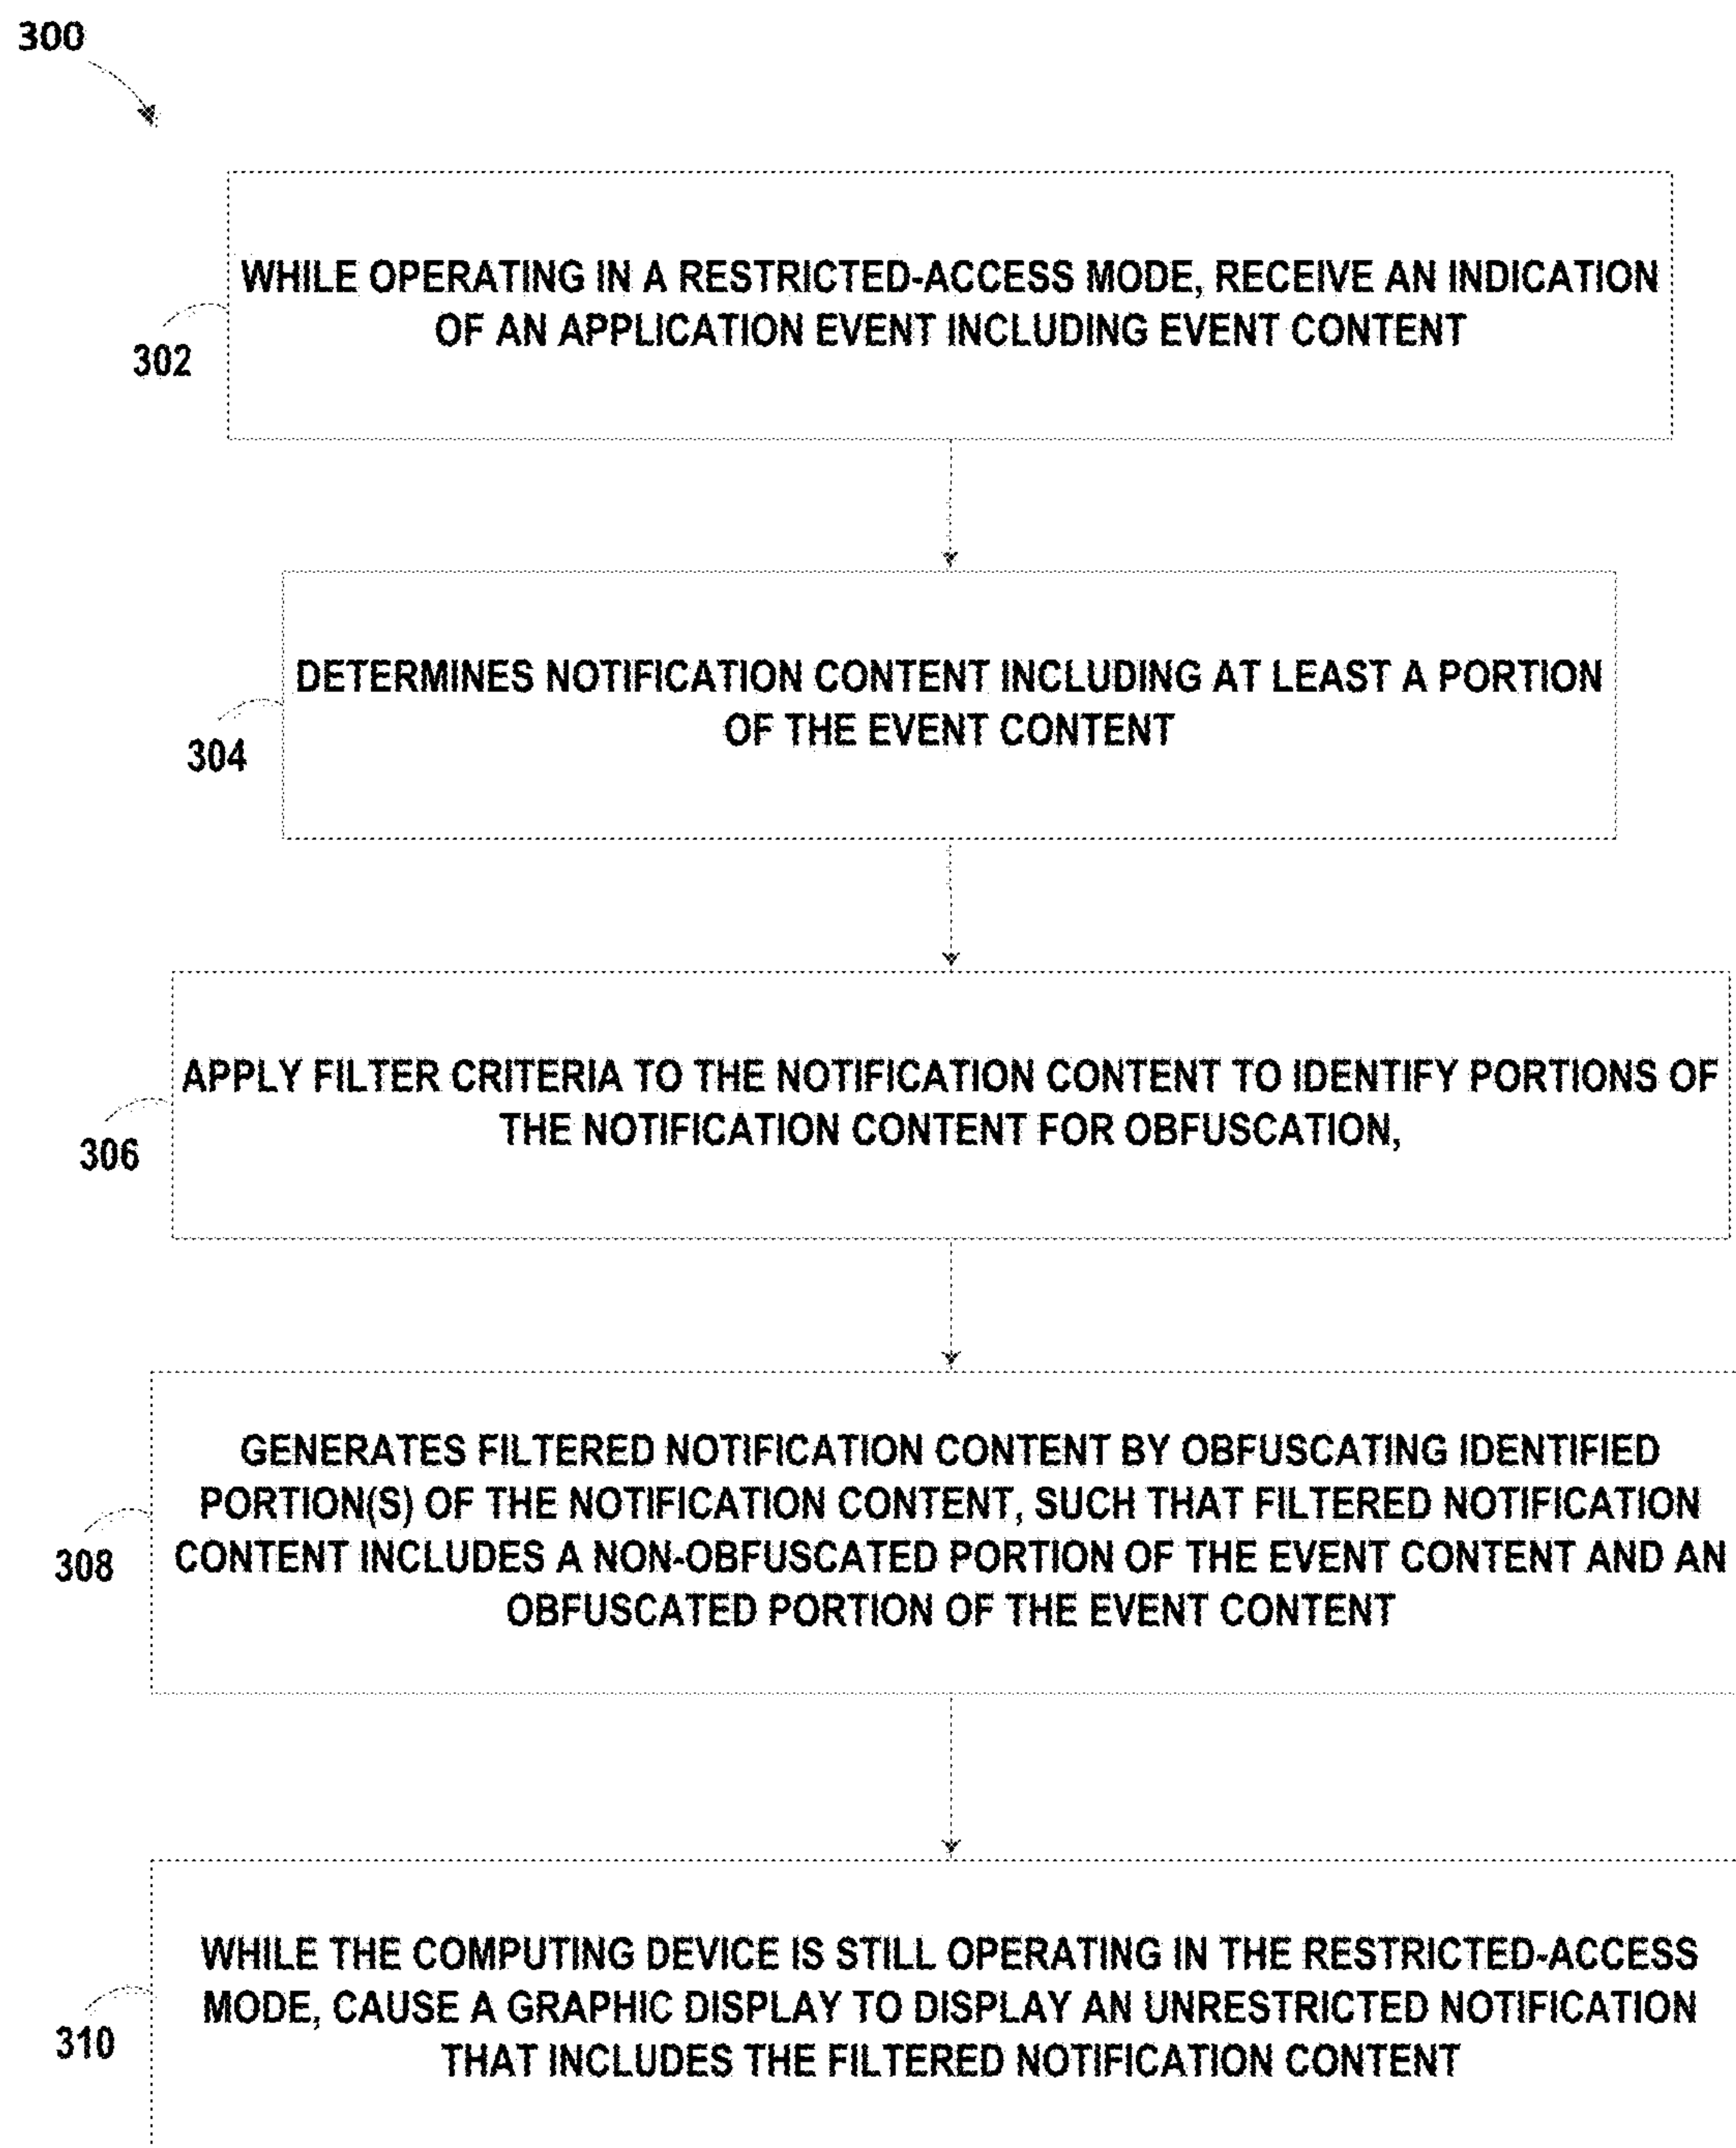 300
WHILE OPERATING IN A RESTRICTED-ACCESS MODE, RECEIVE AN INDICATION
OF AN APPLICATION EVENT INCLUDING EVENT CONTENT
302
DETERMINES NOTIFICATION CONTENT INCLUDING AT LEAST A PORTION
OF THE EVENT CONTENT
304
APPLY FILTER CRITERIA TO THE NOTIFICATION CONTENT TO IDENTIFY PORTIONS OF
THE NOTIFICATION CONTENT FOR OBFUSCATION,
306
GENERATES FILTERED NOTIFICATION CONTENT BY OBFUSCATING IDENTIFIED
PORTION(S) OF THE NOTIFICATION CONTENT, SUCH THAT FILTERED NOTIFICATION
CONTENT INCLUDES A NON-OBFUSCATED PORTION OF THE EVENT CONTENT AND AN
OBFUSCATED PORTION OF THE EVENT CONTENT
308
WHILE THE COMPUTING DEVICE IS STILL OPERATING IN THE RESTRICTED-ACCESS
MODE, CAUSE A GRAPHIC DISPLAY TO DISPLAY AN UNRESTRICTED NOTIFICATION
THAT INCLUDES THE FILTERED NOTIFICATION CONTENT
310